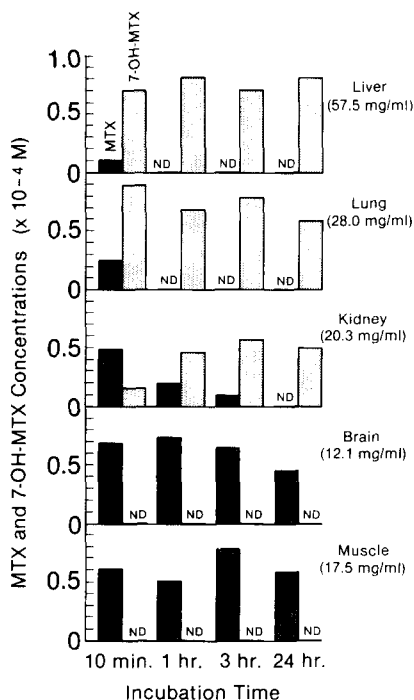 MTX and 7-OH-MTX Concentrations (x 10-4 M)
1.0
0.5
0
MTX
7-OH-MTX
ND
ND
ND
Liver
(57.5 mg/ml)
0.5
0
ND
ND
ND
Lung
(28.0 mg/ml)
0.5
0
ND
Kidney
(20.3 mg/ml)
0.5
0
ND
ND
ND
ND
Brain
(12.1 mg/ml)
0.5
0
ND
ND
ND
ND
Muscle
(17.5 mg/ml)
10 min. 1 hr. 3 hr. 24 hr.
Incubation Time